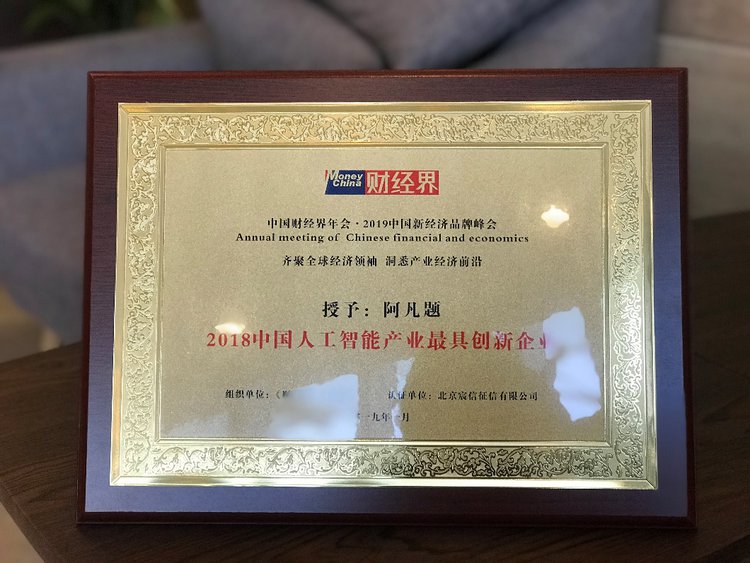 Money China 财经界
中国财经界年会·2019中国新经济品牌峰会
Annual meeting of Chinese financial and economics
齐聚全球经济领袖 洞悉产业经济前沿
授予：阿凡题
2018中国人工智能产业最具创新企业
组织单位：《 认证单位：北京宸信征信有限公司
一九年一月